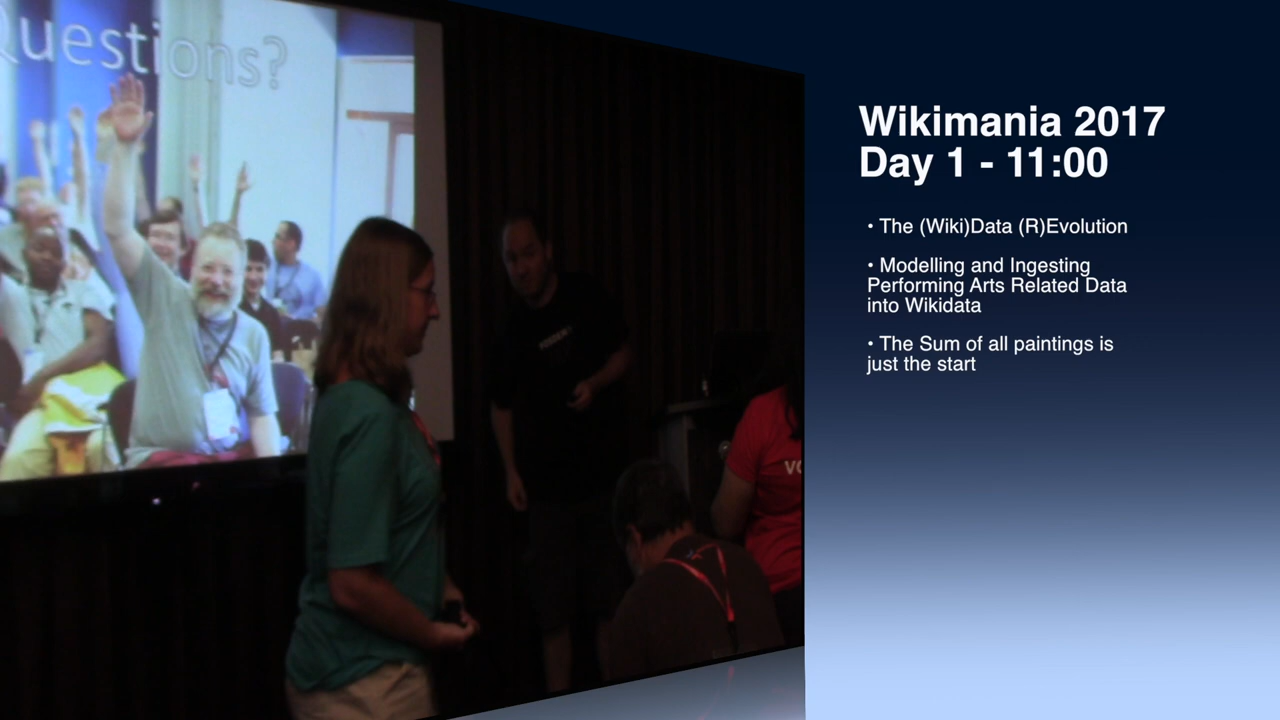 Questions?
Wikimania 2017
Day 1 - 11:00
• The (Wiki)Data (R)Evolution
• Modelling and Ingesting
Performing Arts Related Data
into Wikidata
• The Sum of all paintings is
just the start